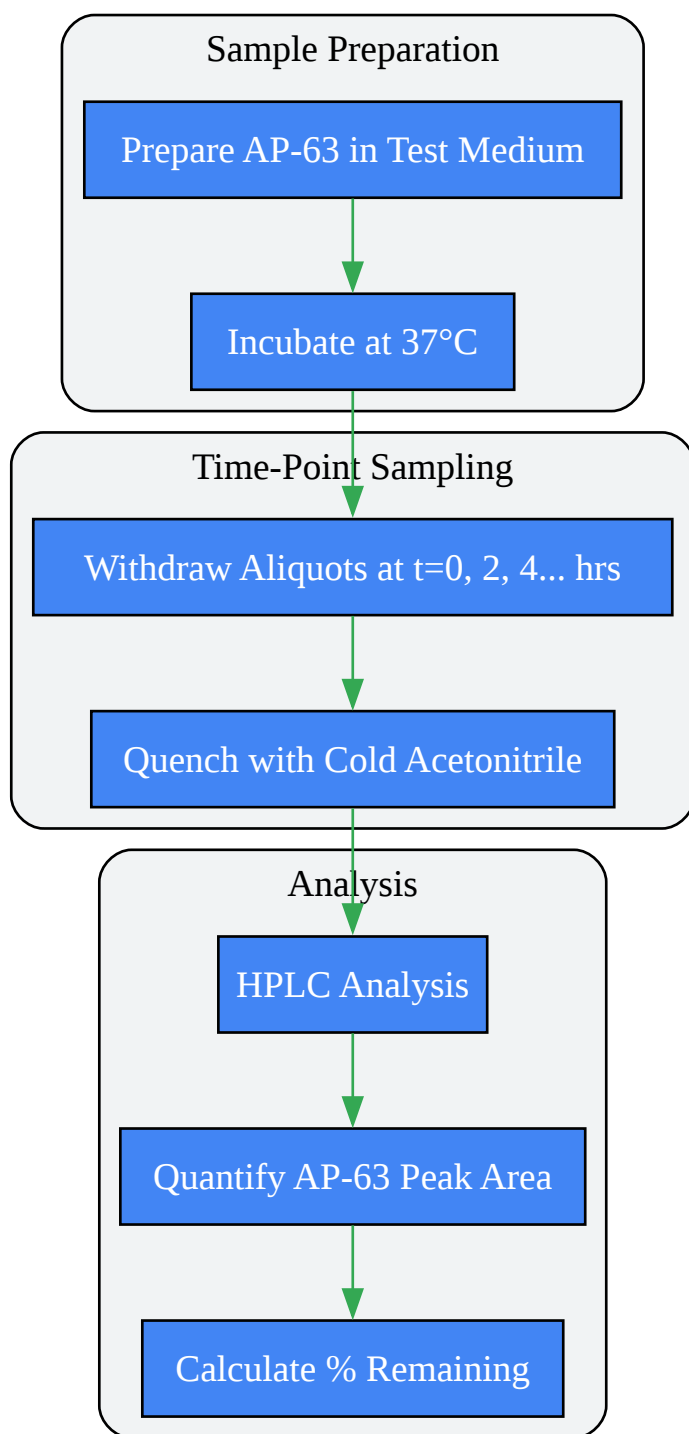 Sample Preparation
Prepare AP-63 in Test Medium
Incubate at 37°C
Time-Point Sampling
Withdraw Aliquots at t=0, 2, 4... hrs
Quench with Cold Acetonitrile
Analysis
HPLC Analysis
Quantify AP-63 Peak Area
Calculate % Remaining